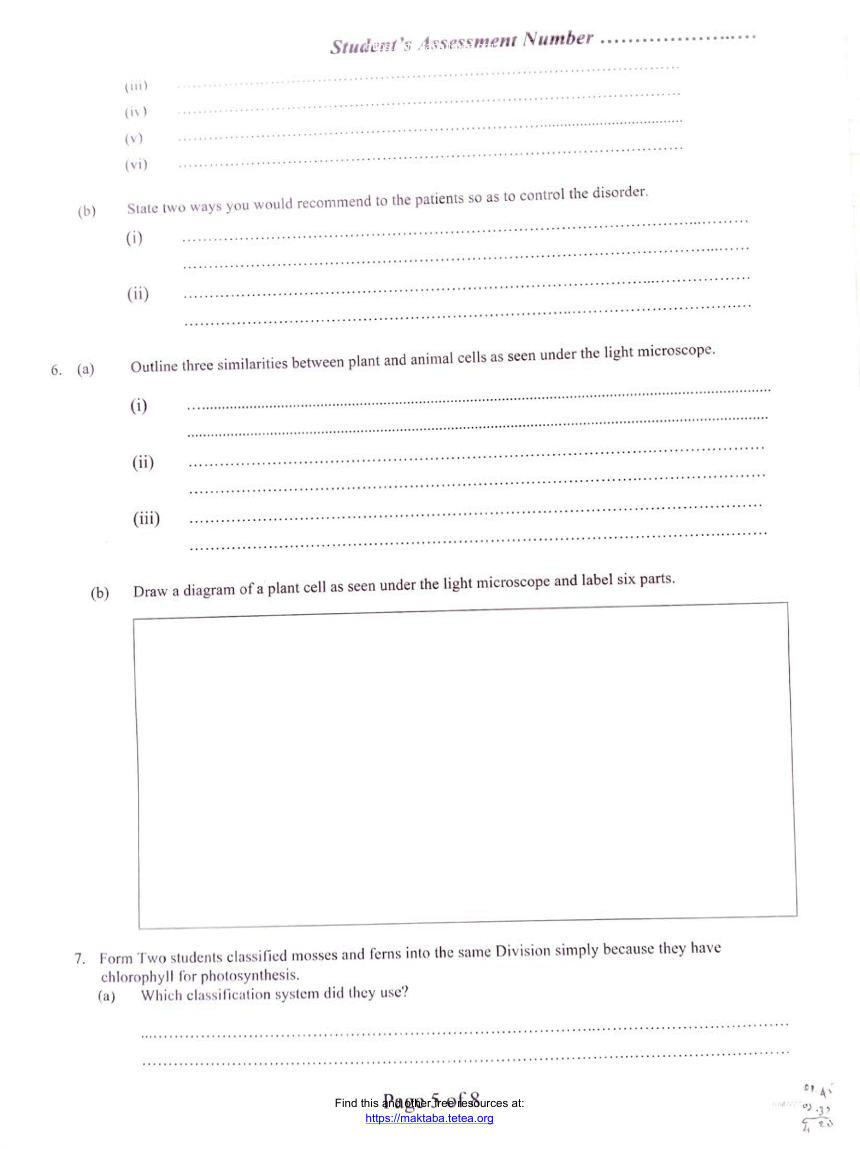 Student's Assessment Number ........................
(iii) ........................
(iv) ........................
(v) ........................
(vi) ........................
(b) State two ways you would recommend to the patients so as to control the disorder.
(i) ........................
........................
(ii) ........................
........................
6. (a) Outline three similarities between plant and animal cells as seen under the light microscope.
(i) ........................
........................
(ii) ........................
........................
(iii) ........................
........................
(b) Draw a diagram of a plant cell as seen under the light microscope and label six parts.
7. Form Two students classified mosses and ferns into the same Division simply because they have
chlorophyll for photosynthesis.
(a) Which classification system did they use?
........................
........................
Page 5 of 8
Find this and other free resources at:
https://maktaba.tetea.org